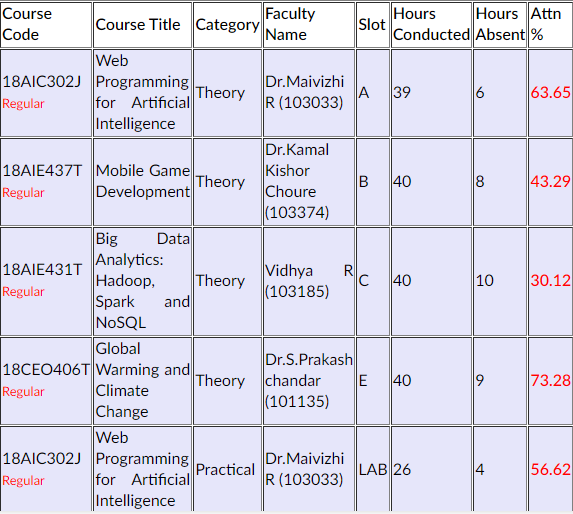 Course Code | Course Title | Category | Faculty Name | Slot | Hours Conducted | Hours Absent | Attn %
18AIC302J Regular | Web Programming for Artificial Intelligence | Theory | Dr.Maivizhi R (103033) | A | 39 | 6 | 63.65
18AIE437T Regular | Mobile Game Development | Theory | Dr.Kamal Kishor Choure (103374) | B | 40 | 8 | 43.29
18AIE431T Regular | Big Data Analytics: Hadoop, Spark and NoSQL | Theory | Vidhya R (103185) | C | 40 | 10 | 30.12
18CEO406T Regular | Global Warming and Climate Change | Theory | Dr.S.Prakash chandar (101135) | E | 40 | 9 | 73.28
18AIC302J Regular | Web Programming for Artificial Intelligence | Practical | Dr.Maivizhi R (103033) | LAB | 26 | 4 | 56.62